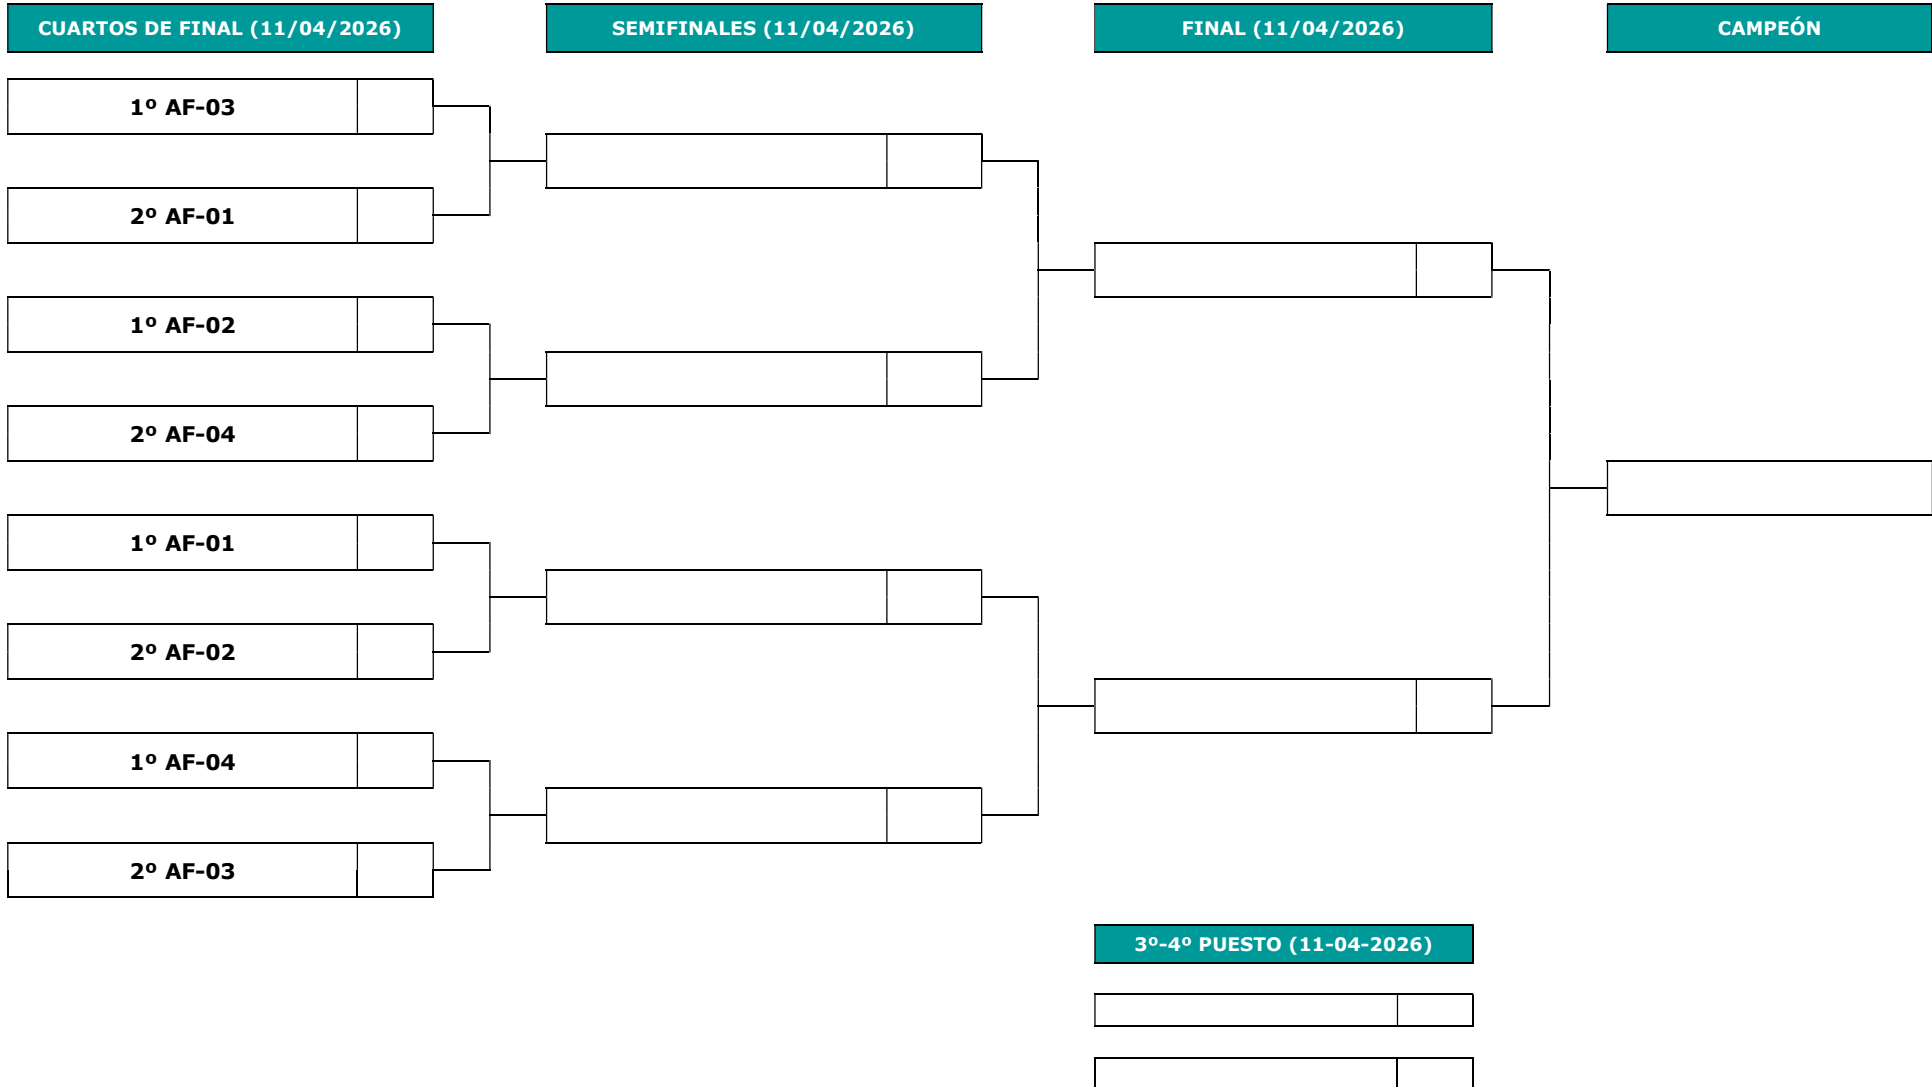 CUARTOS DE FINAL (11/04/2026)
SEMIFINALES (11/04/2026)
FINAL (11/04/2026)
CAMPEÓN
1º AF-03
2º AF-01
1º AF-02
2º AF-04
1º AF-01
2º AF-02
1º AF-04
2º AF-03
3º-4º PUESTO (11-04-2026)